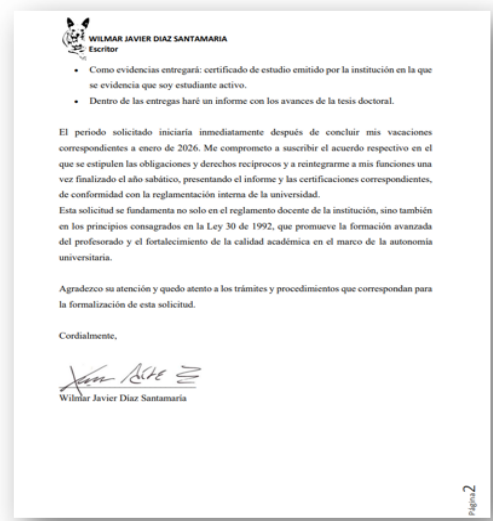 WILMAR JAVIER DIAZ SANTAMARIA
Escritor
• Como evidencias entregará: certificado de estudio emitido por la institución en la que
se evidencia que soy estudiante activo.
• Dentro de las entregas haré un informe con los avances de la tesis doctoral.
El periodo solicitado iniciaría inmediatamente después de concluir mis vacaciones
correspondientes a enero de 2026. Me comprometo a suscribir el acuerdo respectivo en el
que se estipulen las obligaciones y derechos recíprocos y a reintegrarme a mis funciones una
vez finalizado el año sabático, presentando el informe y las certificaciones correspondientes,
de conformidad con la reglamentación interna de la universidad.
Esta solicitud se fundamenta no solo en el reglamento docente de la institución, sino también
en los principios consagrados en la Ley 30 de 1992, que promueve la formación avanzada
del profesorado y el fortalecimiento de la calidad académica en el marco de la autonomía
universitaria.
Agradezco su atención y quedo atento a los trámites y procedimientos que correspondan para
la formalización de esta solicitud.
Cordialmente,
Wilmar Javier Díaz Santamaría
Página2